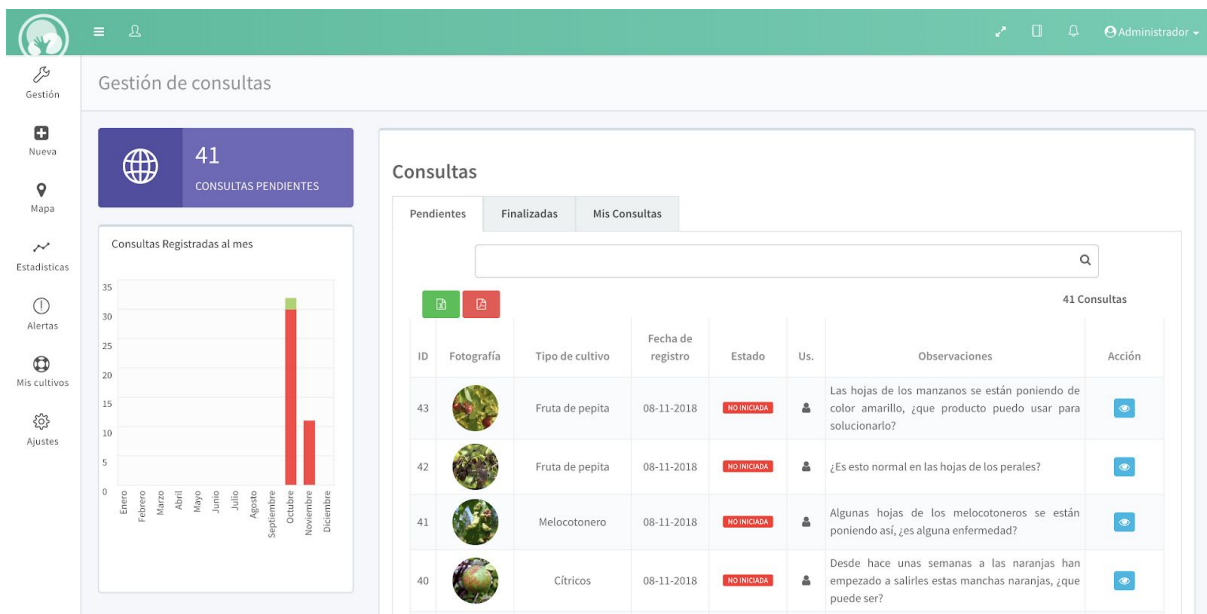 Administrador
Gestión
Nueva
Mapa
Estadisticas
Alertas
Mis cultivos
Ajustes
Gestión de consultas
41
CONSULTAS PENDIENTES
Consultas Registradas al mes
35
30
25
20
15
10
5
0
Enero
Febrero
Marzo
Abril
Mayo
Junio
Julio
Agosto
Septiembre
Octubre
Noviembre
Diciembre
Consultas
Pendientes Finalizadas Mis Consultas
41 Consultas
ID Fotografía Tipo de cultivo Fecha de registro Estado Us. Observaciones Acción
43 Fruta de pepita 08-11-2018 NO INICIADA
Las hojas de los manzanos se están poniendo de
color amarillo, ¿que producto puedo usar para
solucionarlo?
42 Fruta de pepita 08-11-2018 NO INICIADA ¿Es esto normal en las hojas de los perales?
41 Melocotonero 08-11-2018 NO INICIADA
Algunas hojas de los melocotoneros se están
poniendo así, ¿es alguna enfermedad?
40 Cítricos 08-11-2018 NO INICIADA
Desde hace unas semanas a las naranjas han
empezado a salirles estas manchas naranjas, ¿que
puede ser?